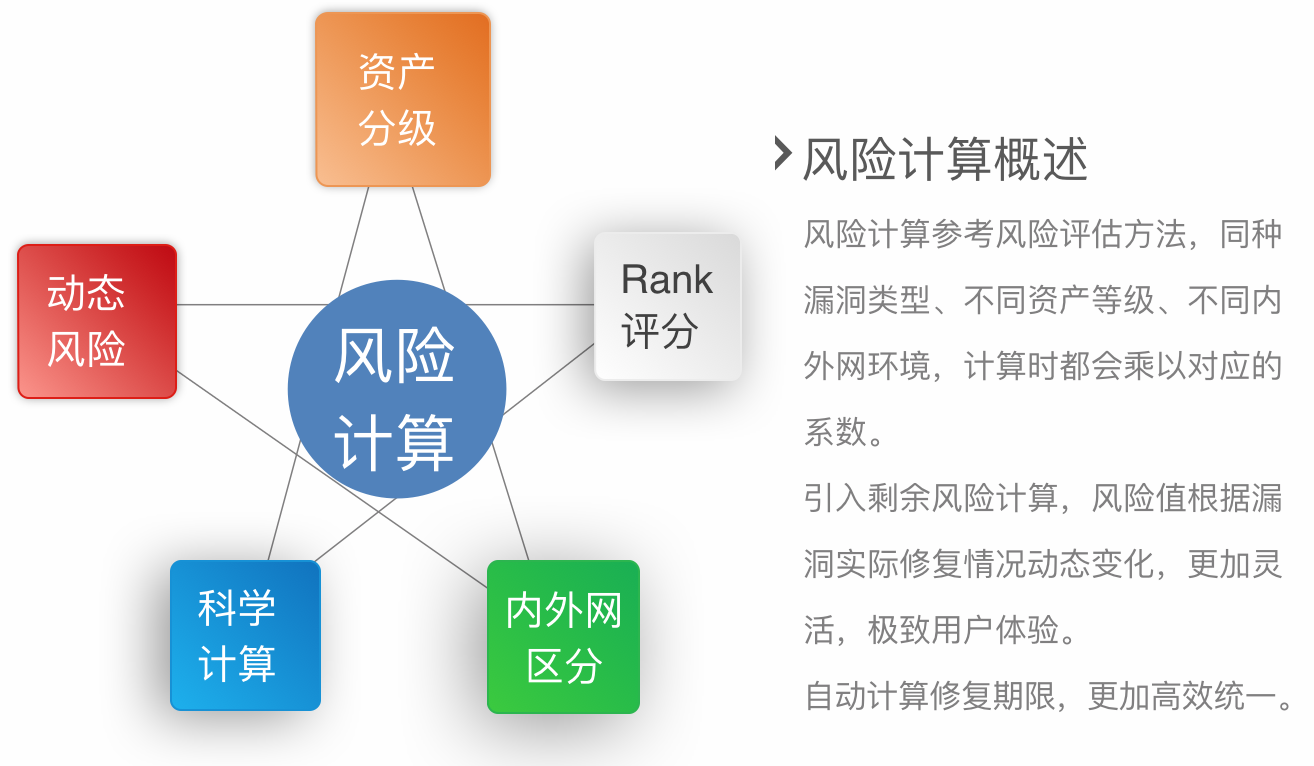 资产
分级
动态
风险
Rank
评分
风险
计算
科学
计算
内外网
区分
风险计算概述
风险计算参考风险评估方法，同种
漏洞类型、不同资产等级、不同内
外网环境，计算时都会乘以对应的
系数。
引入剩余风险计算，风险值根据漏
洞实际修复情况动态变化，更加灵
活，极致用户体验。
自动计算修复期限，更加高效统一。